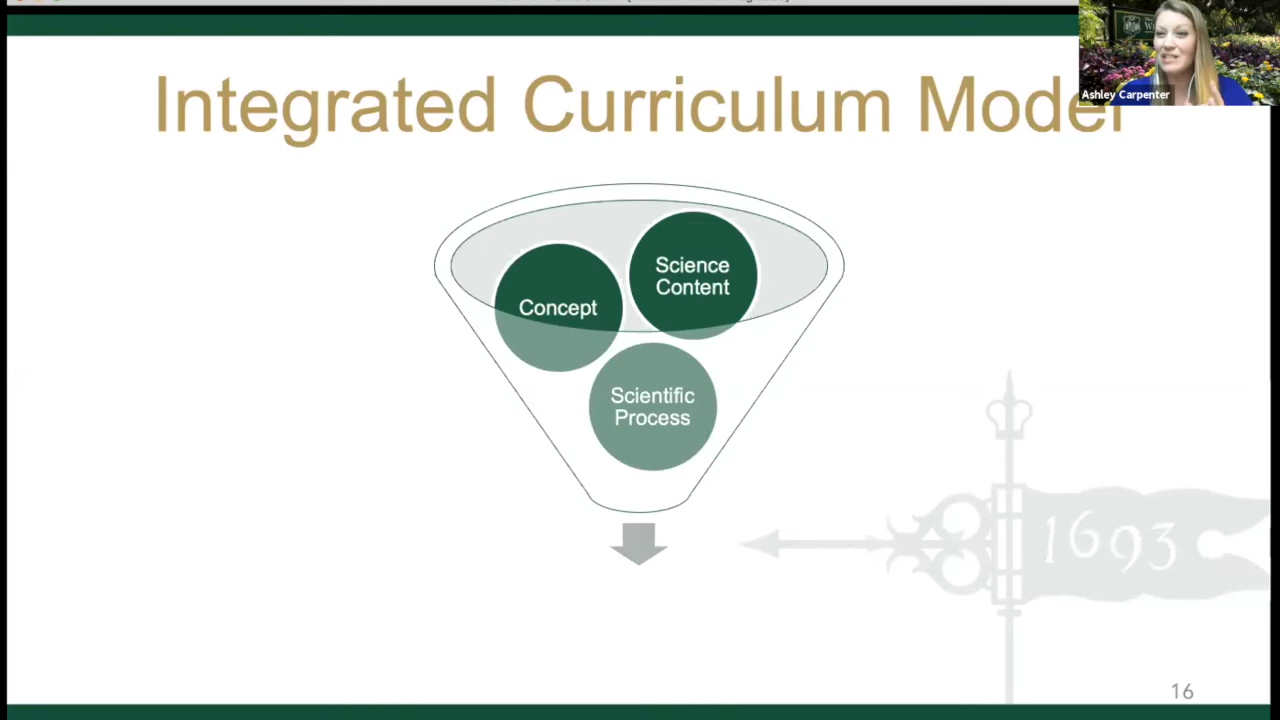 Integrated Curriculum Model
Ashley Carpenter
Science
Content
Concept
Scientific
Process
1693
16